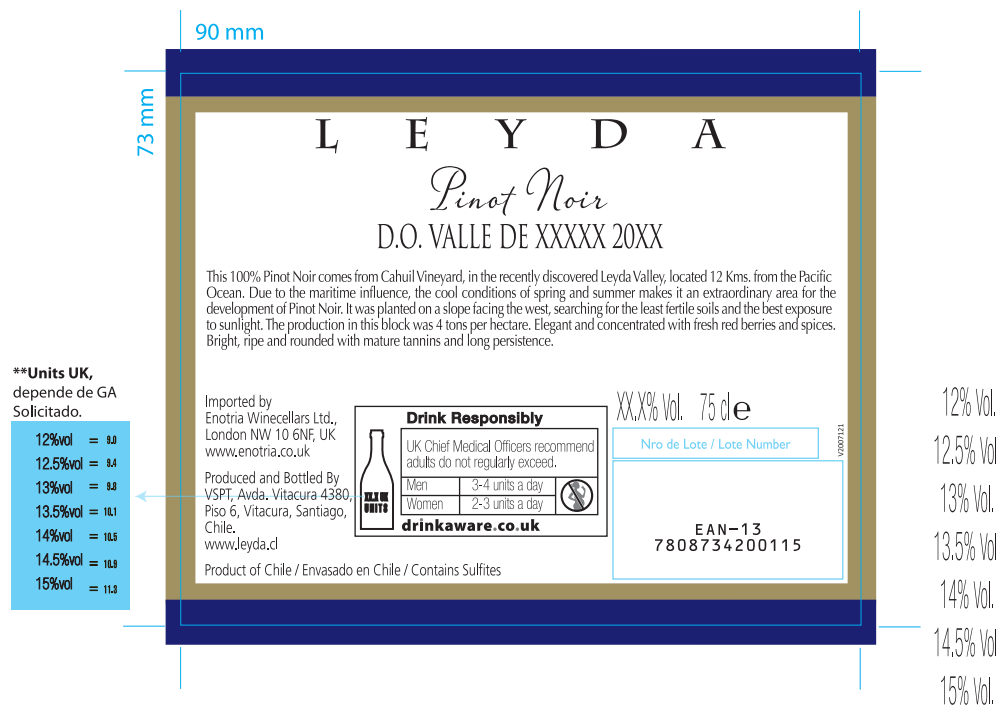 90 mm
73 mm
LEYDA
Pinot Noir
D.O. VALLE DE XXXXX 20XX
This 100% Pinot Noir comes from Cahuil Vineyard, in the recently discovered Leyda Valley, located 12 Kms. from the Pacific
Ocean. Due to the maritime influence, the cool conditions of spring and summer makes it an extraordinary area for the
development of Pinot Noir. It was planted on a slope facing the west, searching for the least fertile soils and the best exposure
to sunlight. The production in this block was 4 tons per hectare. Elegant and concentrated with fresh red berries and spices.
Bright, ripe and rounded with mature tannins and long persistence.
**Units UK,
depende de GA
Solicitado.
12%vol = 9.0
12.5%vol = 9.4
13%vol = 9.8
13.5%vol = 10.1
14%vol = 10.5
14.5%vol = 10.9
15%vol = 11.3
Imported by
Enotria Winecellars Ltd.,
London NW 10 6NF, UK
www.enotria.co.uk
Produced and Bottled By
VSPT, Avda. Vitacura 4380,
Piso 6, Vitacura, Santiago,
Chile.
www.leyda.cl
Product of Chile / Envasado en Chile / Contains Sulfites
XX.X UK
UNITS
Drink Responsibly
UK Chief Medical Officers recommend
adults do not regularly exceed.
Men 3-4 units a day
Women 2-3 units a day
drinkaware.co.uk
XX,X% Vol. 75 cl e
Nro de Lote / Lote Number
V2007121
EAN-13
7808734200115
12% Vol.
12.5% Vol
13% Vol.
13.5% Vol
14% Vol.
14.5% Vol
15% Vol.